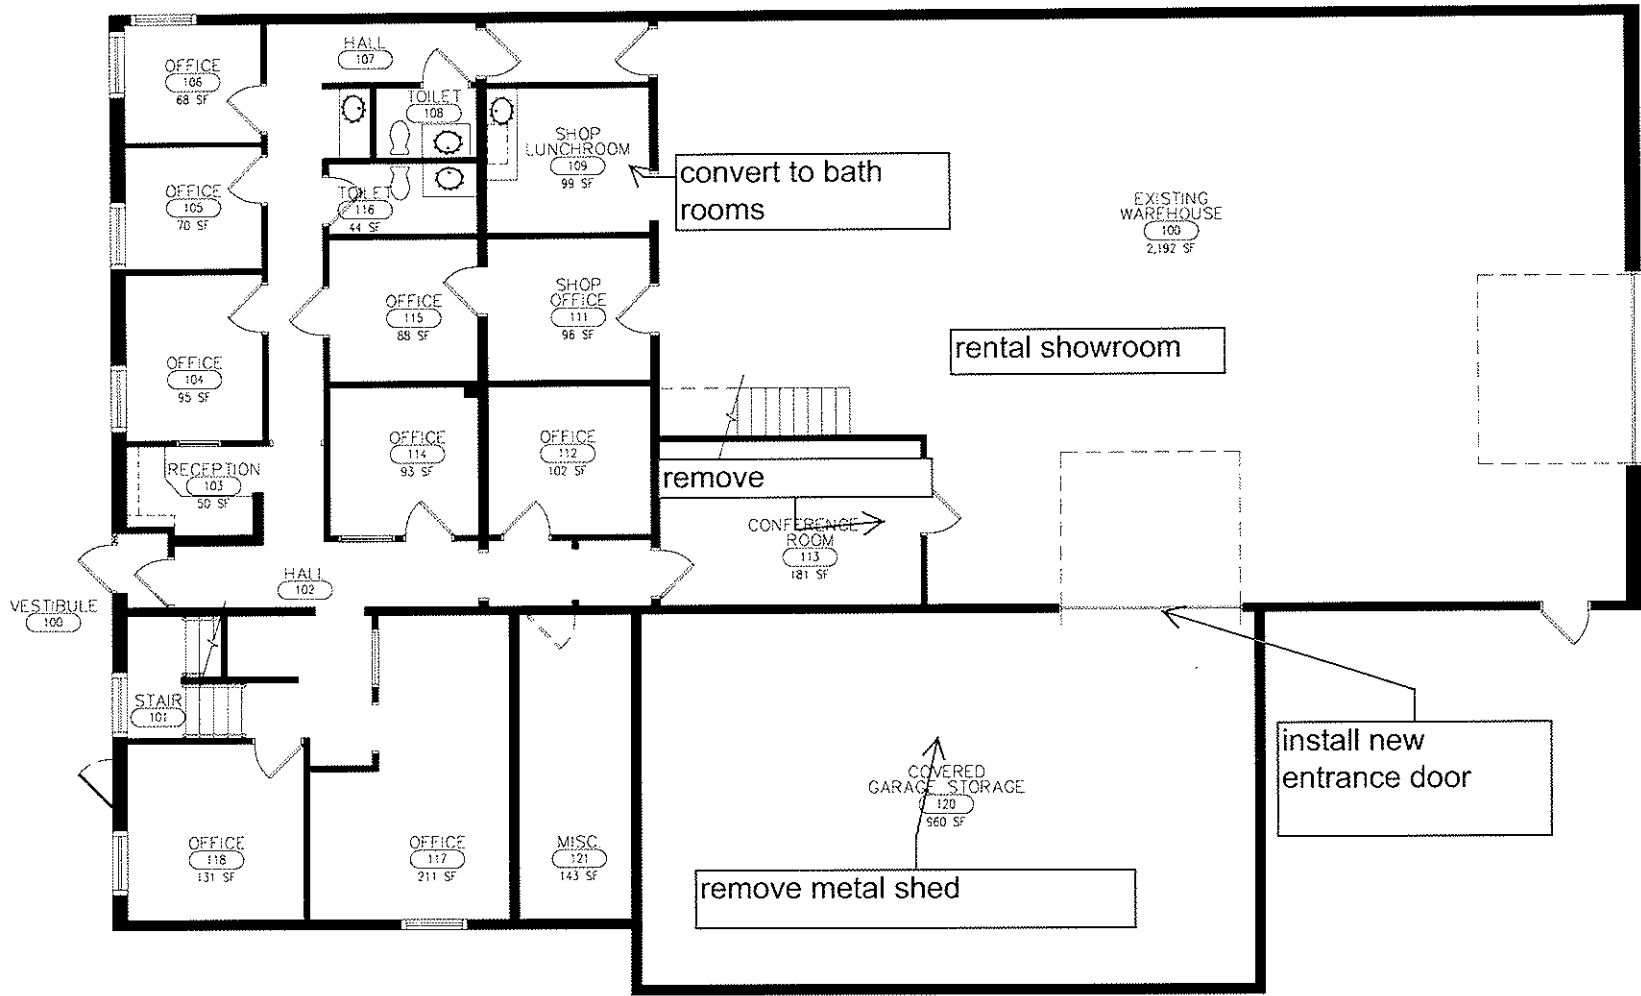 HALL
107
OFFICE
106
68 SF
TOILET
108
SHOP
LUNCHROOM
109
99 SF
convert to bath
rooms
OFFICE
105
70 SF
TOILET
116
44 SF
EXISTING
WAREHOUSE
100
2,192 SF
OFFICE
115
88 SF
SHOP
OFFICE
111
96 SF
rental showroom
OFFICE
104
95 SF
OFFICE
114
93 SF
OFFICE
112
102 SF
RECEPTION
103
50 SF
remove
CONFERENCE
ROOM
113
181 SF
HALL
102
VESTIBULE
100
STAIR
101
install new
entrance door
COVERED
GARAGE STORAGE
120
960 SF
OFFICE
118
131 SF
OFFICE
117
211 SF
MISC.
121
143 SF
remove metal shed